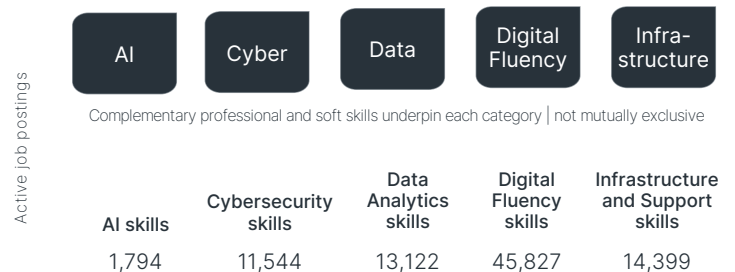 AI
Cyber
Data
Digital
Fluency
Infra-
structure
Complementary professional and soft skills underpin each category | not mutually exclusive
Active job postings
AI skills
Cybersecurity
skills
Data
Analytics
skills
Digital
Fluency
skills
Infrastructure
and Support
skills
1,794
11,544
13,122
45,827
14,399